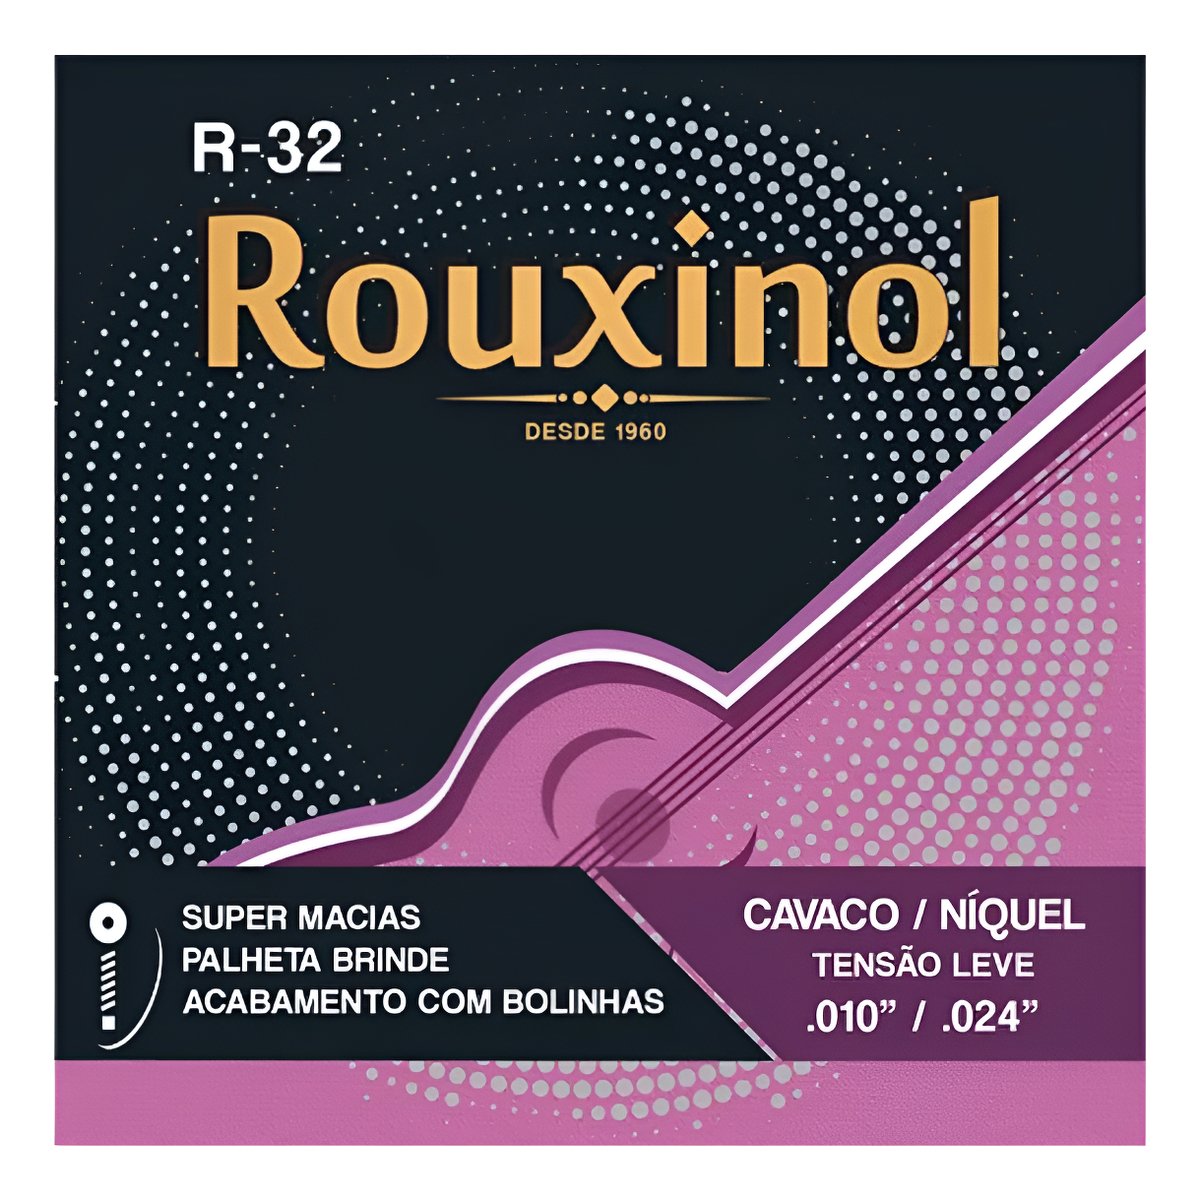 R-32
Rouxinol
DESDE 1960
SUPER MACIAS
PALHETA BRINDE
ACABAMENTO COM BOLINHAS
CAVACO / NÍQUEL
TENSÃO LEVE
.010” / .024”